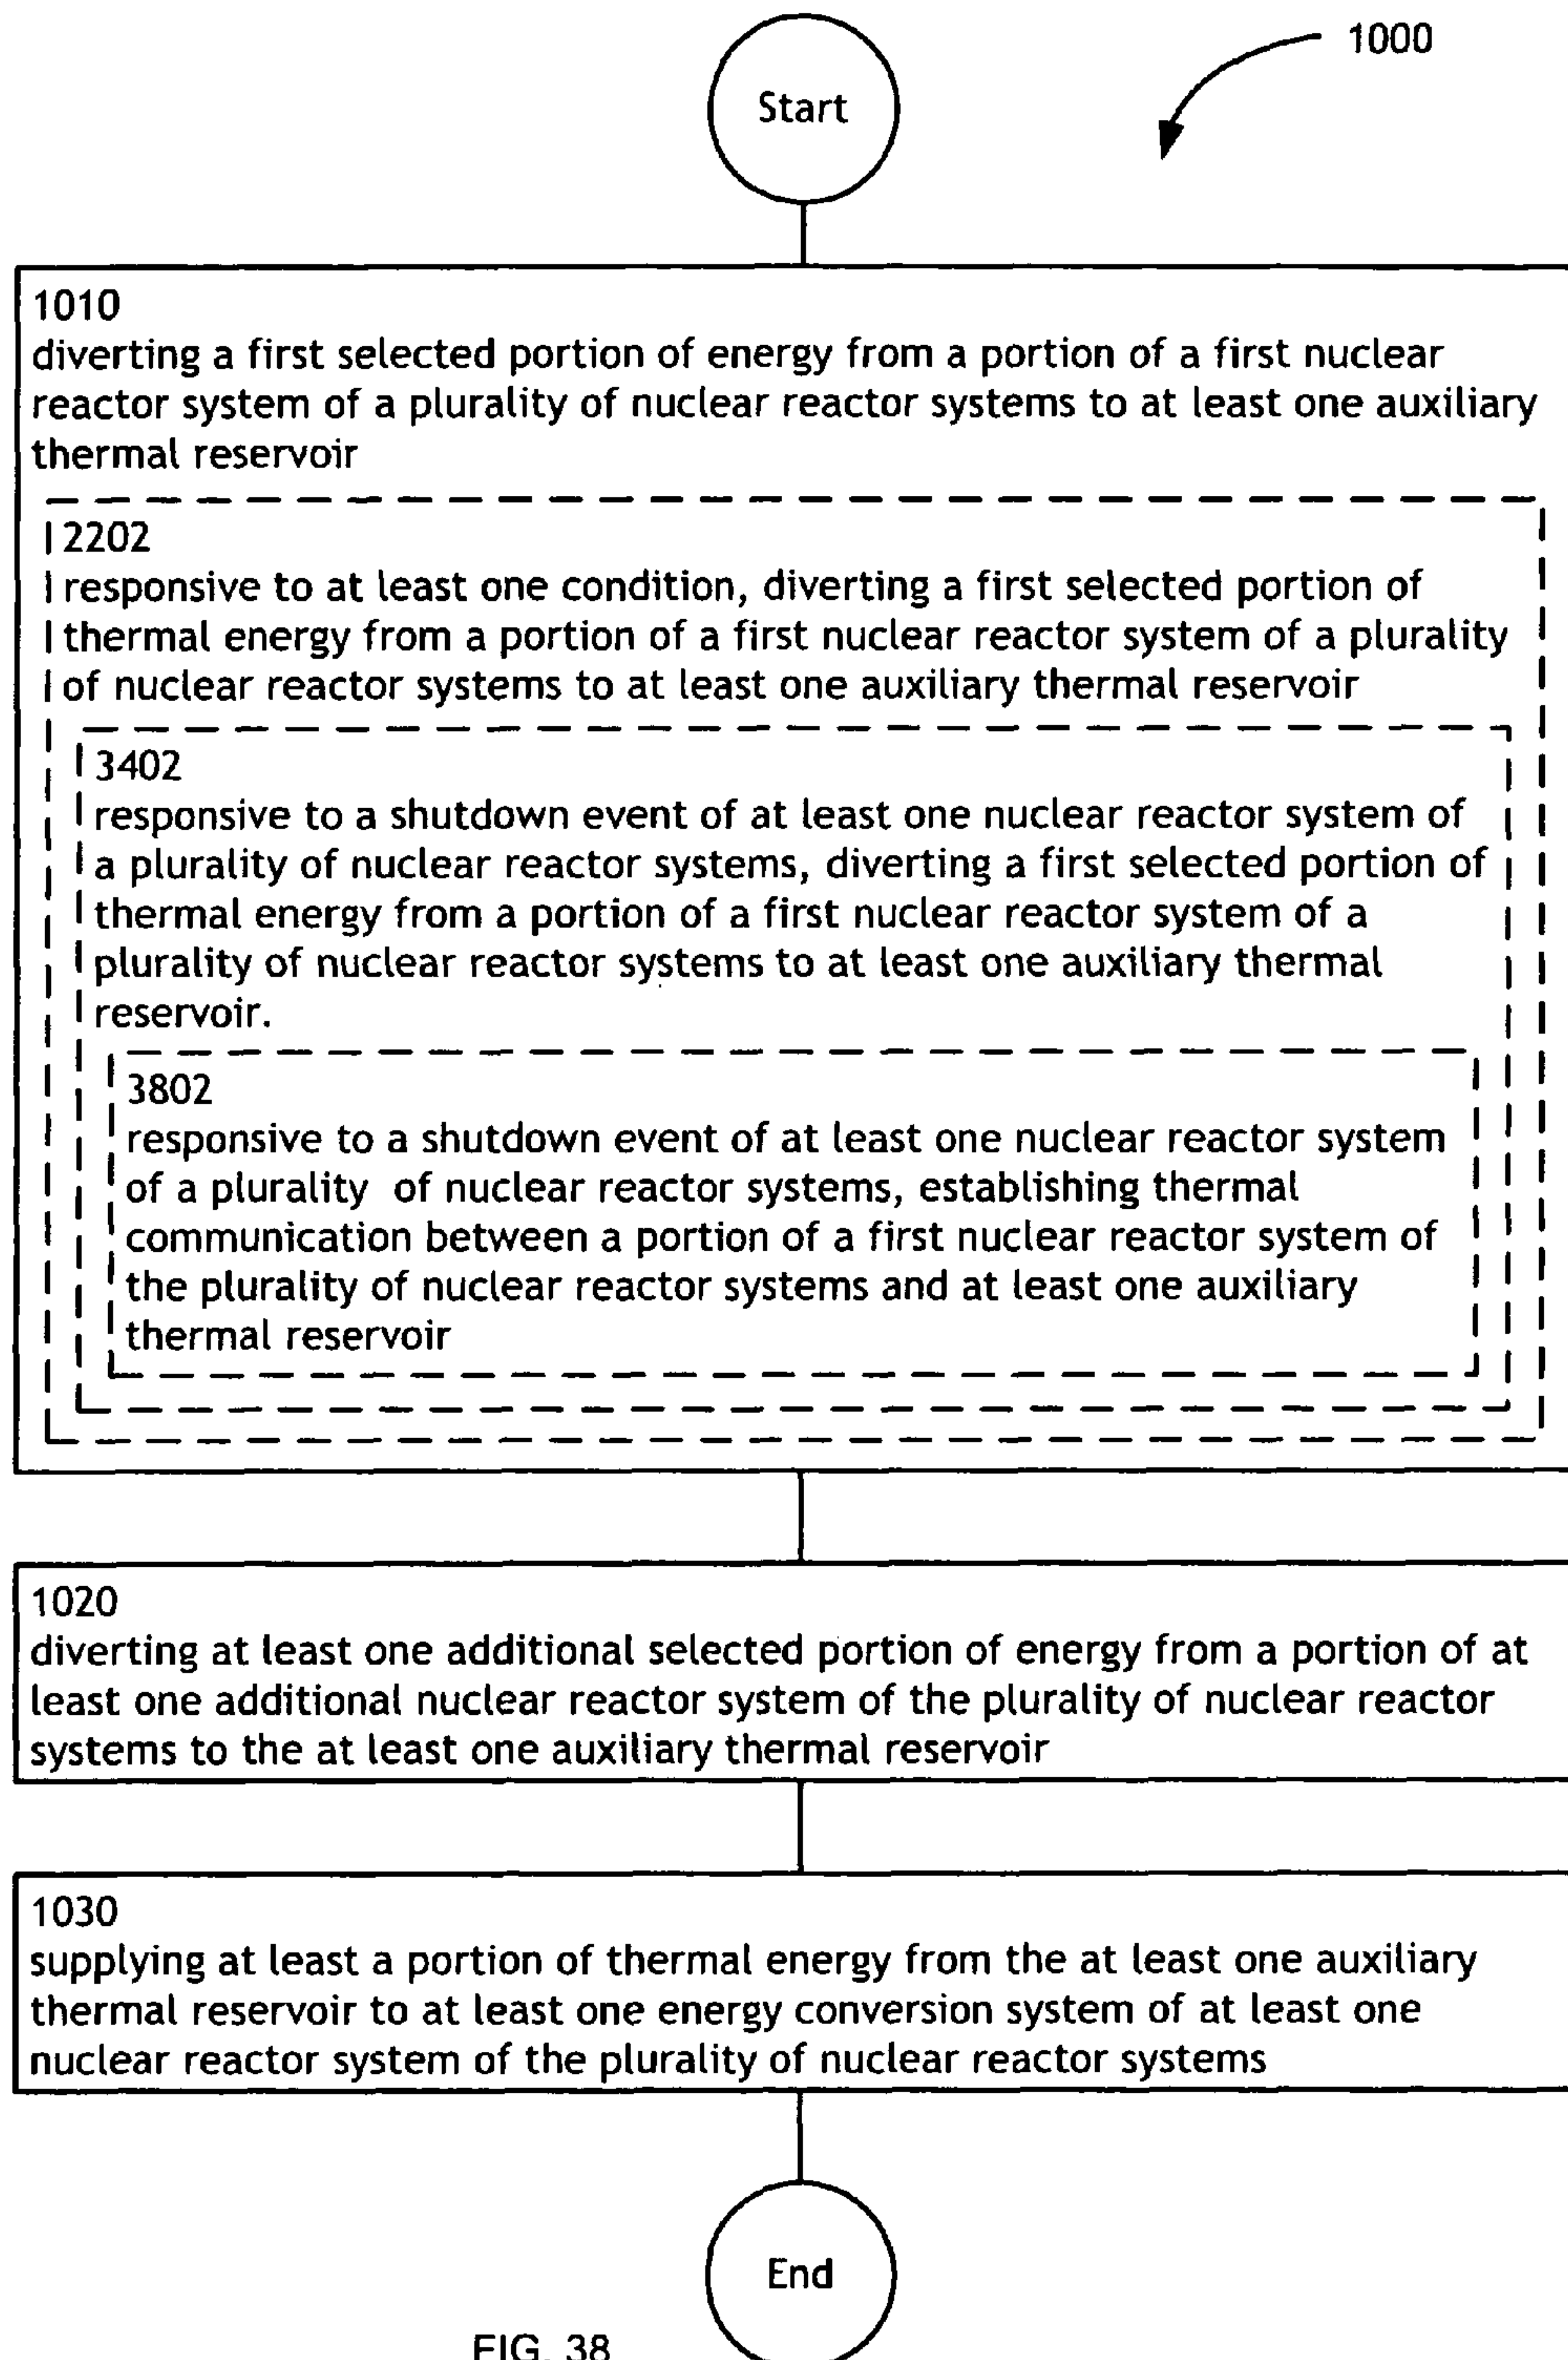 Start
1000
1010
diverting a first selected portion of energy from a portion of a first nuclear
reactor system of a plurality of nuclear reactor systems to at least one auxiliary
thermal reservoir
2202
responsive to at least one condition, diverting a first selected portion of
thermal energy from a portion of a first nuclear reactor system of a plurality
of nuclear reactor systems to at least one auxiliary thermal reservoir
3402
responsive to a shutdown event of at least one nuclear reactor system of
a plurality of nuclear reactor systems, diverting a first selected portion of
thermal energy from a portion of a first nuclear reactor system of a
plurality of nuclear reactor systems to at least one auxiliary thermal
reservoir.
3802
responsive to a shutdown event of at least one nuclear reactor system
of a plurality of nuclear reactor systems, establishing thermal
communication between a portion of a first nuclear reactor system of
the plurality of nuclear reactor systems and at least one auxiliary
thermal reservoir
1020
diverting at least one additional selected portion of energy from a portion of at
least one additional nuclear reactor system of the plurality of nuclear reactor
systems to the at least one auxiliary thermal reservoir
1030
supplying at least a portion of thermal energy from the at least one auxiliary
thermal reservoir to at least one energy conversion system of at least one
nuclear reactor system of the plurality of nuclear reactor systems
End
FIG. 38